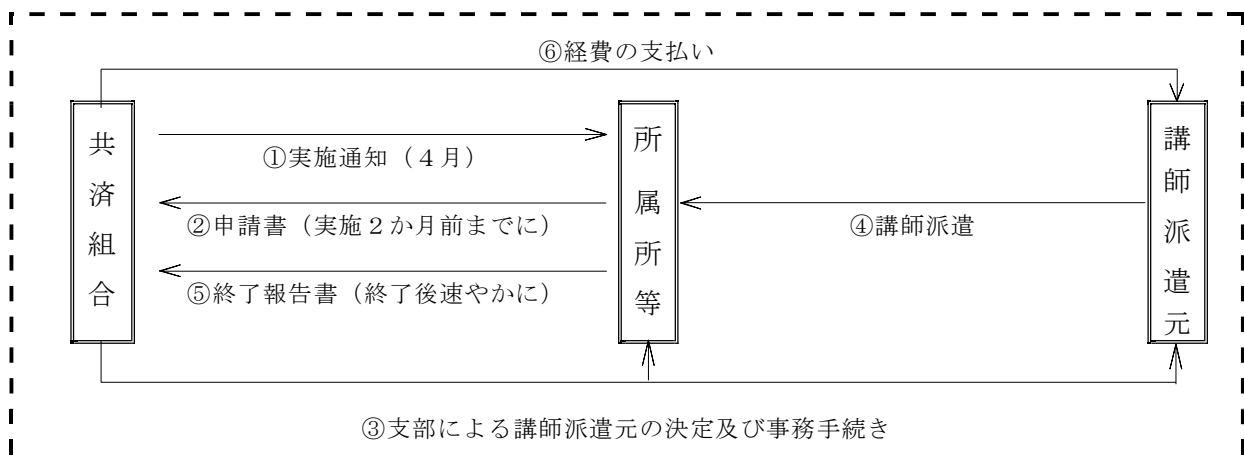 ⑥経費の支払い
共済組合
所属所等
講師派遣元
①実施通知（４月）
②申請書（実施２か月前までに）
④講師派遣
⑤終了報告書（終了後速やかに）
③支部による講師派遣元の決定及び事務手続き